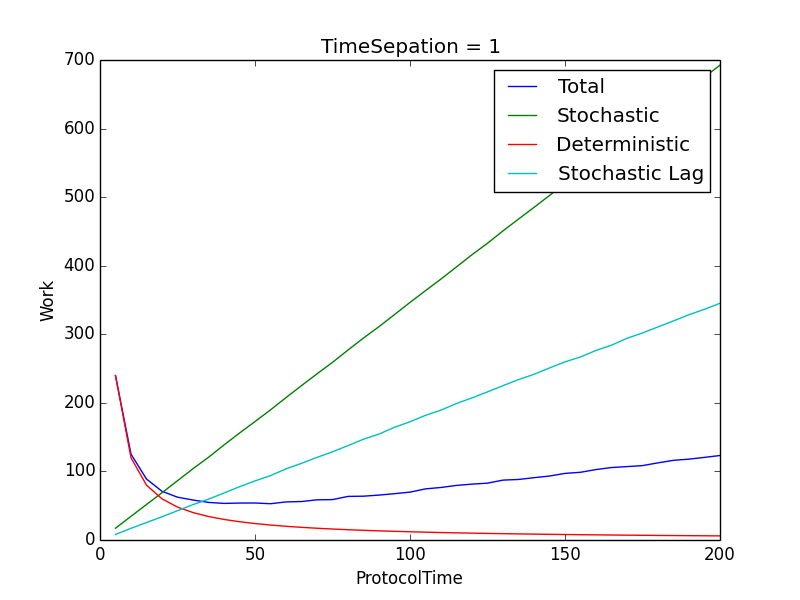 TimeSepation = 1
700
600
500
400
300
200
100
0
Work
Total
Stochastic
Deterministic
Stochastic Lag
0 50 100 150 200
ProtocolTime